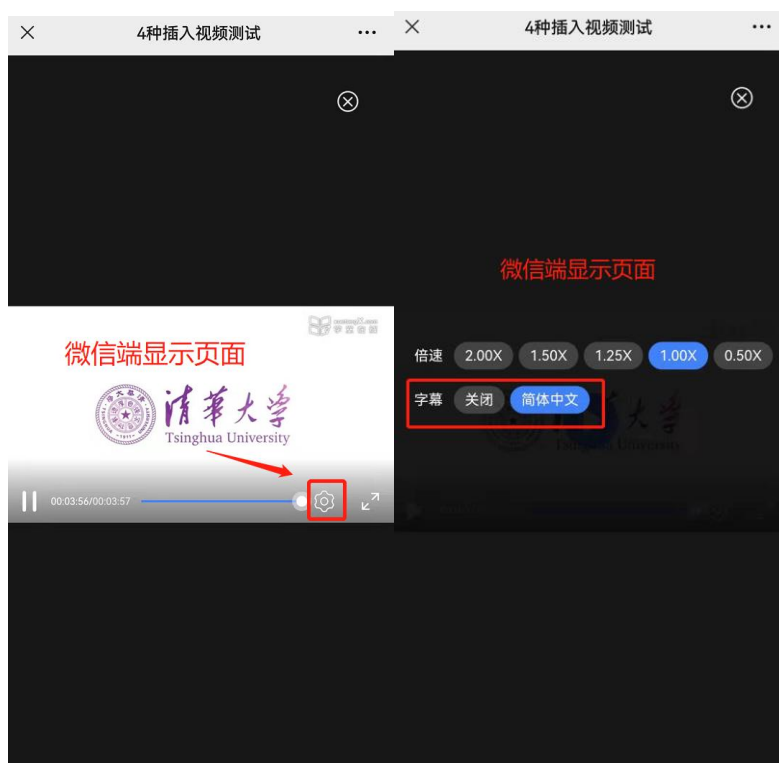 4种插入视频测试
微信端显示页面
清華大学
Tsinghua University
00:03:56/00:03:57
4种插入视频测试
微信端显示页面
倍速 2.00X 1.50X 1.25X 1.00X 0.50X
字幕 关闭 简体中文